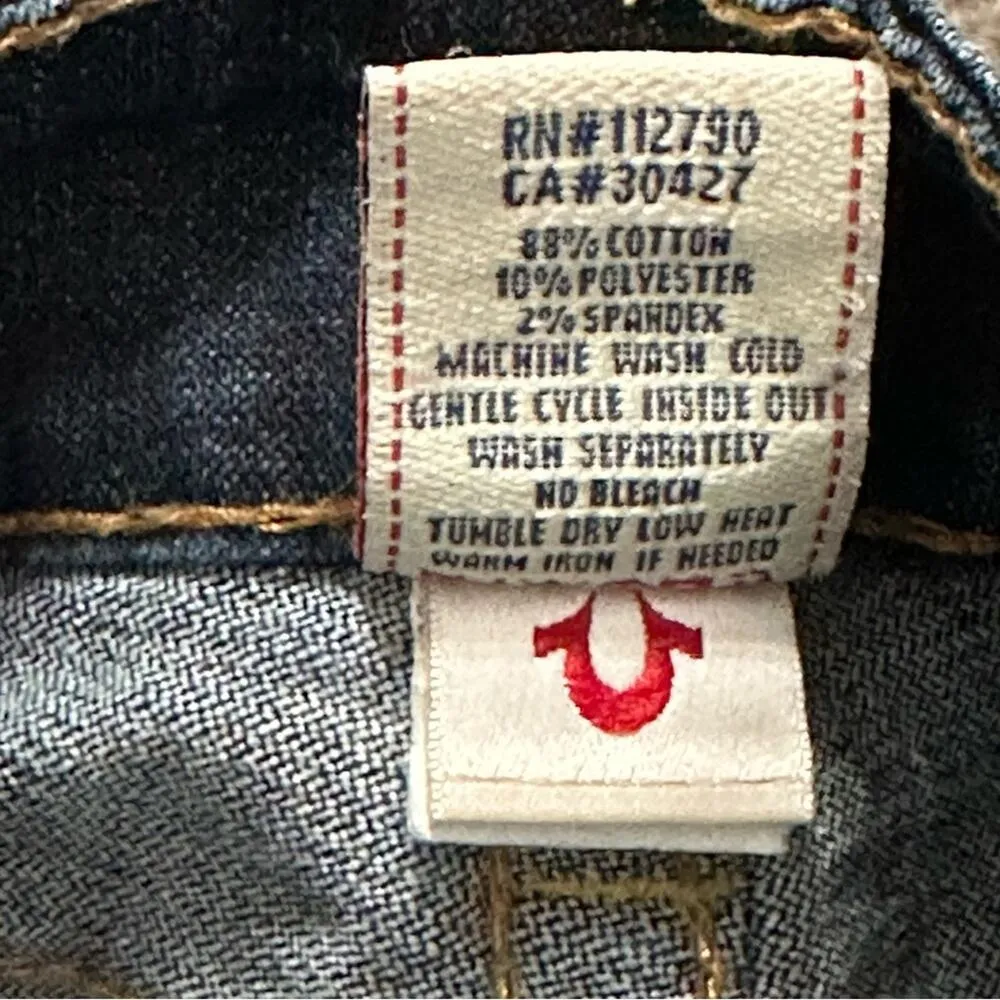 RN#112790
CA#30427
88% COTTON
10% POLYESTER
2% SPANDEX
MACHINE WASH COLD
GENTLE CYCLE INSIDE OUT
WASH SEPARATELY
NO BLEACH
TUMBLE DRY LOW HEAT
WARM IRON IF NEEDED